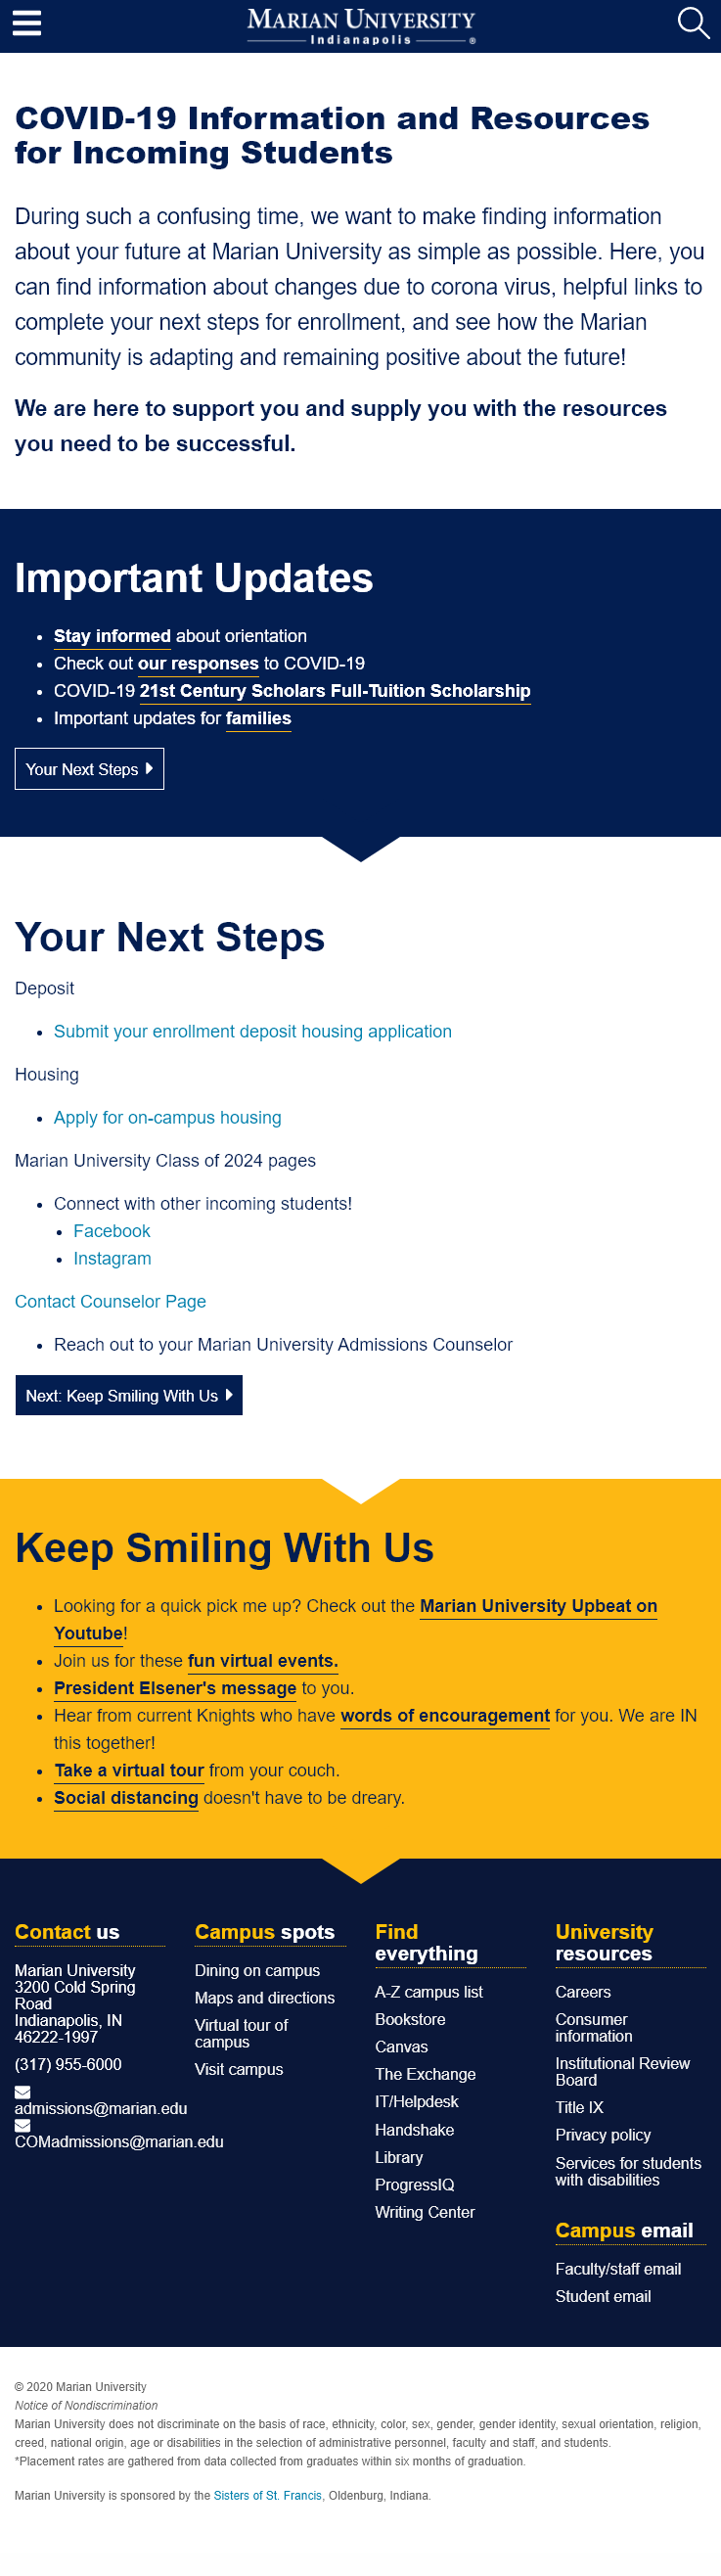 MARIAN UNIVERSITY
Indianapolis ®
COVID-19 Information and Resources
for Incoming Students
During such a confusing time, we want to make finding information
about your future at Marian University as simple as possible. Here, you
can find information about changes due to corona virus, helpful links to
complete your next steps for enrollment, and see how the Marian
community is adapting and remaining positive about the future!
We are here to support you and supply you with the resources
you need to be successful.
Important Updates
• Stay informed about orientation
• Check out our responses to COVID-19
• COVID-19 21st Century Scholars Full-Tuition Scholarship
• Important updates for families
Your Next Steps
Your Next Steps
Deposit
• Submit your enrollment deposit housing application
Housing
• Apply for on-campus housing
Marian University Class of 2024 pages
• Connect with other incoming students!
• Facebook
• Instagram
Contact Counselor Page
• Reach out to your Marian University Admissions Counselor
Next: Keep Smiling With Us
Keep Smiling With Us
• Looking for a quick pick me up? Check out the Marian University Upbeat on
Youtube!
• Join us for these fun virtual events.
• President Elsener's message to you.
• Hear from current Knights who have words of encouragement for you. We are IN
this together!
• Take a virtual tour from your couch.
• Social distancing doesn't have to be dreary.
Contact us
Marian University
3200 Cold Spring
Road
Indianapolis, IN
46222-1997
(317) 955-6000
admissions@marian.edu
COMadmissions@marian.edu
Campus spots
Dining on campus
Maps and directions
Virtual tour of
campus
Visit campus
Find
everything
A-Z campus list
Bookstore
Canvas
The Exchange
IT/Helpdesk
Handshake
Library
ProgressIQ
Writing Center
University
resources
Careers
Consumer
information
Institutional Review
Board
Title IX
Privacy policy
Services for students
with disabilities
Campus email
Faculty/staff email
Student email
© 2020 Marian University
Notice of Nondiscrimination
Marian University does not discriminate on the basis of race, ethnicity, color, sex, gender, gender identity, sexual orientation, religion,
creed, national origin, age or disabilities in the selection of administrative personnel, faculty and staff, and students.
*Placement rates are gathered from data collected from graduates within six months of graduation.
Marian University is sponsored by the Sisters of St. Francis, Oldenburg, Indiana.